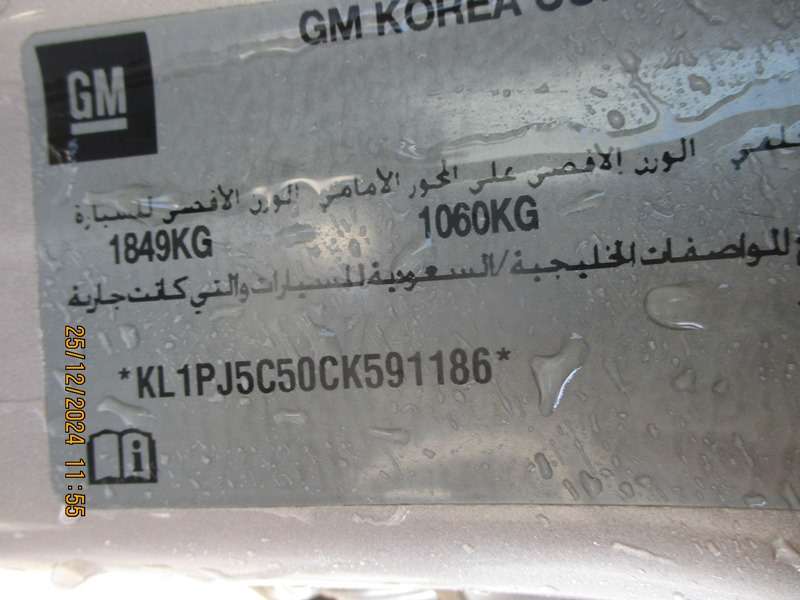 GM KOREA
GM
الوزن الأقصى للسيارة الوزن الأقصى على المحور الأمامي
1849KG 1060KG
للمواصفات الخليجية/السعودية للسيارات والتي كانت جارية
*KL1PJ5C50CK591186*
i
25/12/2024 11:55